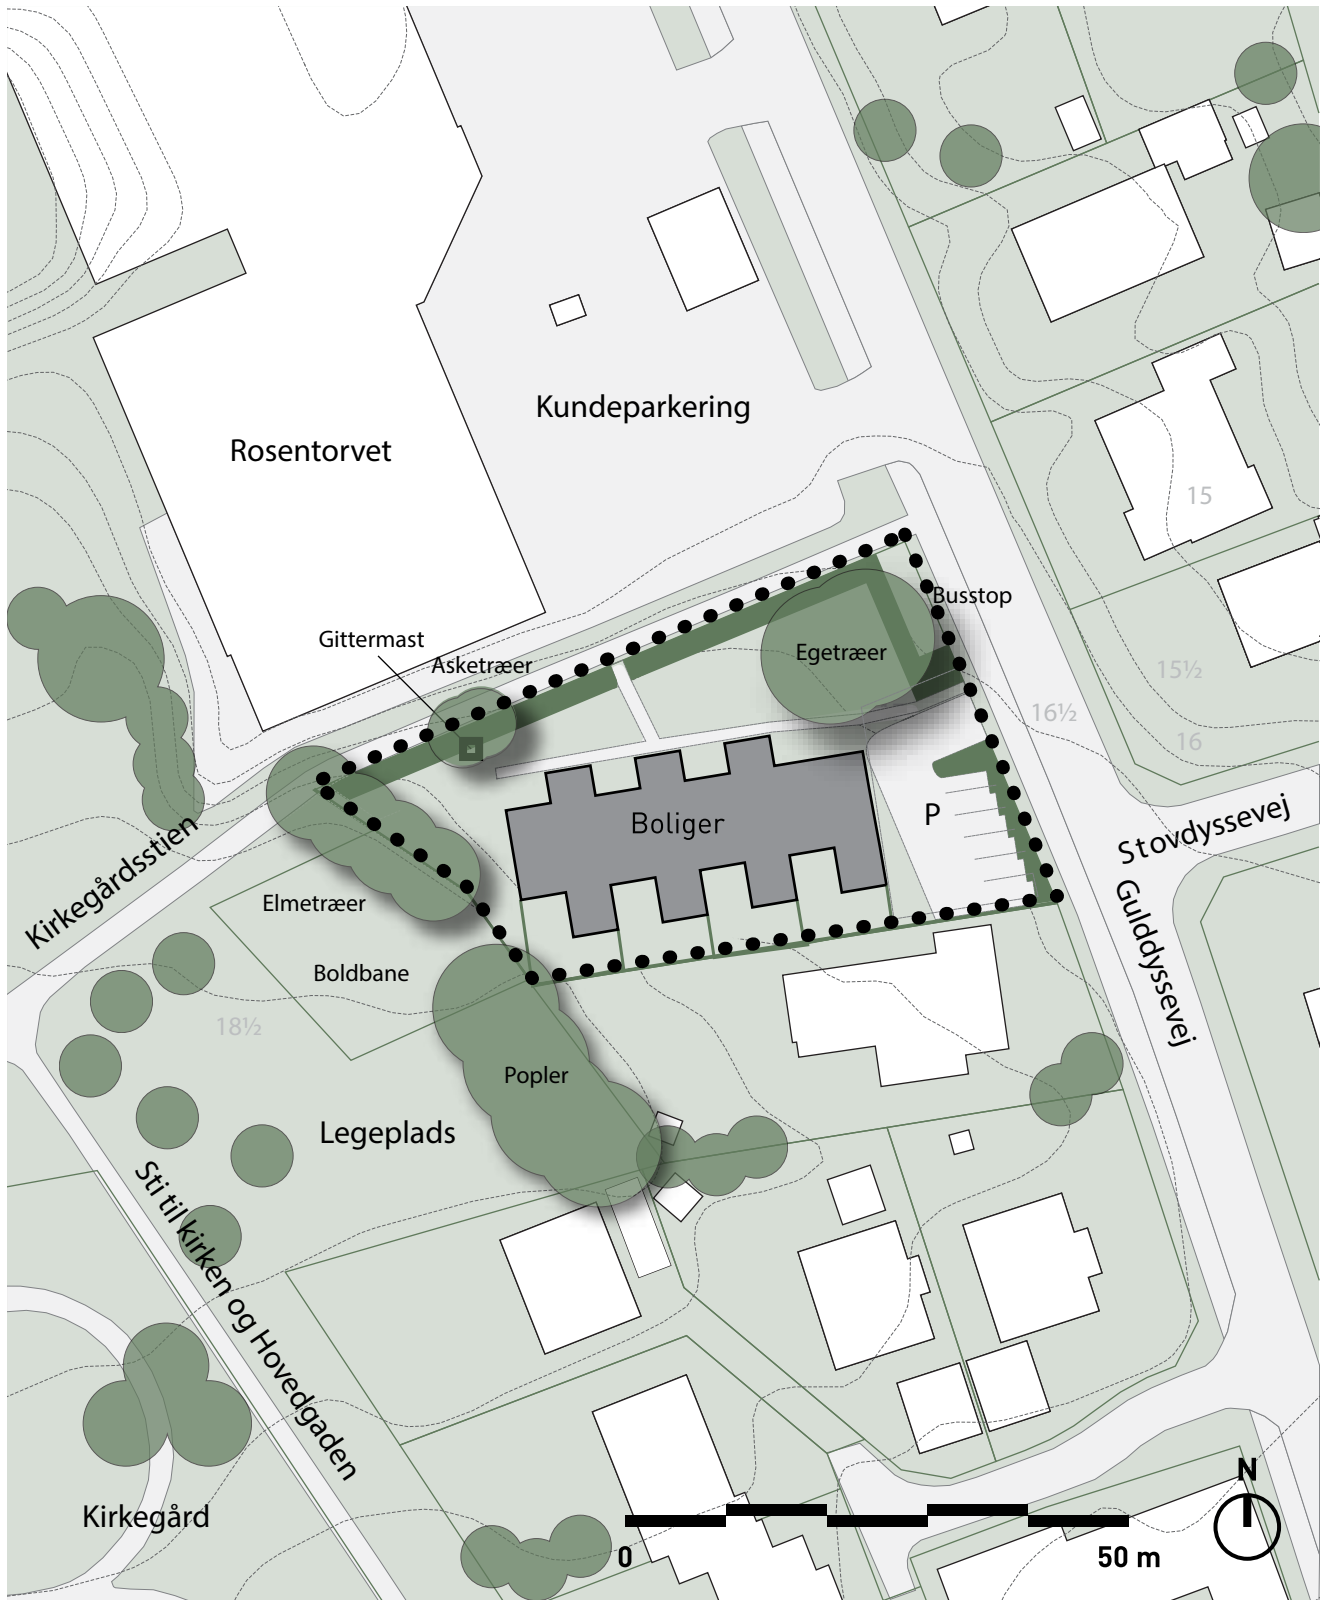 Kundeparkering
Rosentorvet
15
Busstop
Gittermast
Asketræer
Egetræer
15½
16½
16
Boliger
P
Stovdyssevej
Kirkegårdsstien
Gulddyssevej
Elmetræer
Boldbane
18½
Popler
Legeplads
Sti til kirken og Hovedgaden
Kirkegård
N
0
50 m